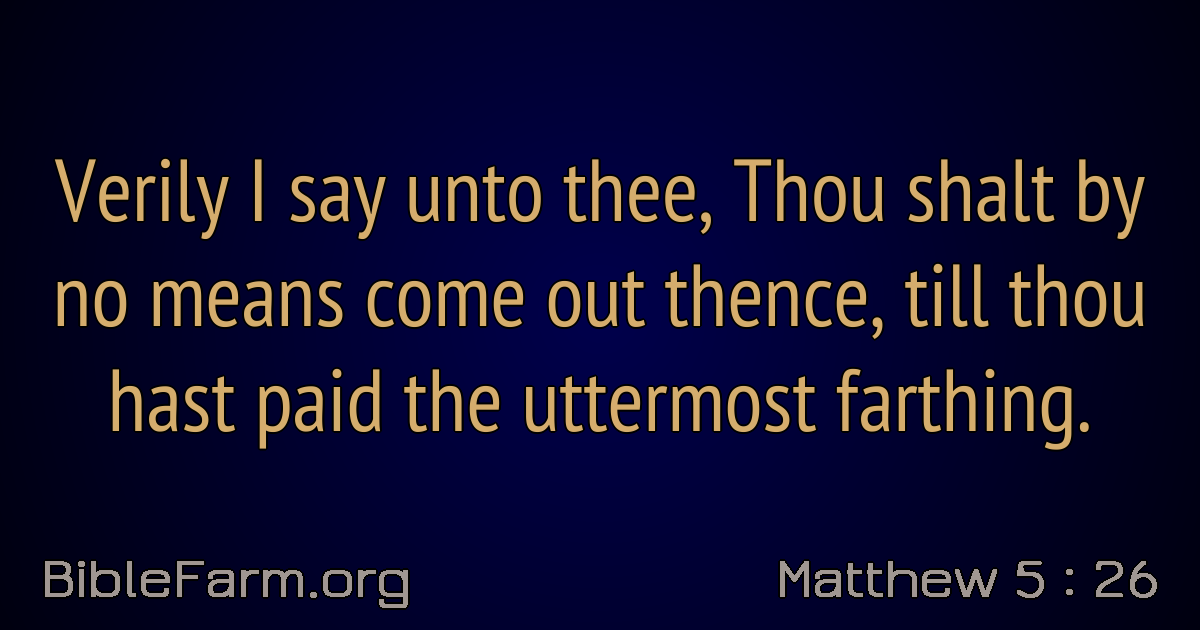 Verily I say unto thee, Thou shalt by
no means come out thence, till thou
hast paid the uttermost farthing.
BibleFarm.org
Matthew 5 : 26